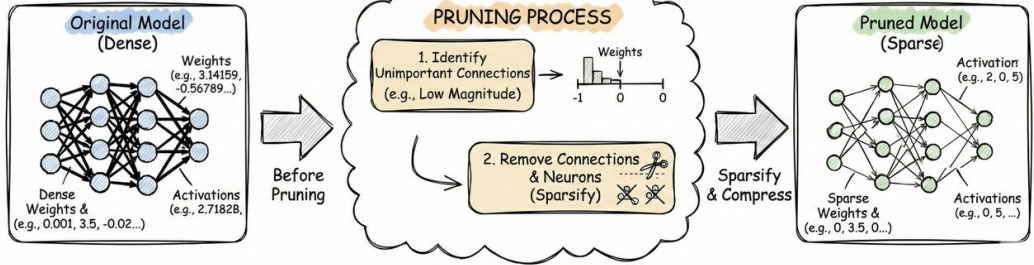 Original Model
(Dense)
Weights
(e.g., 3.14159,
-0.56789...)
Dense
Weights &
(e.g., 0.001, 3.5, -0.02...)
Activations
(e.g., 2.7182B,
Before
Pruning
PRUNING PROCESS
1. Identify
Unimportant Connections
(e.g., Low Magnitude)
Weights
-1 0 0
2. Remove Connections
& Neurons
(Sparsify)
Sparsify
& Compress
Pruned Model
(Sparse)
Activation
(e.g., 2, 0, 5)
Sparse
Weights &
(e.g., 0, 3.5, 0...)
Activations
(e.g., 0, 5, ...)